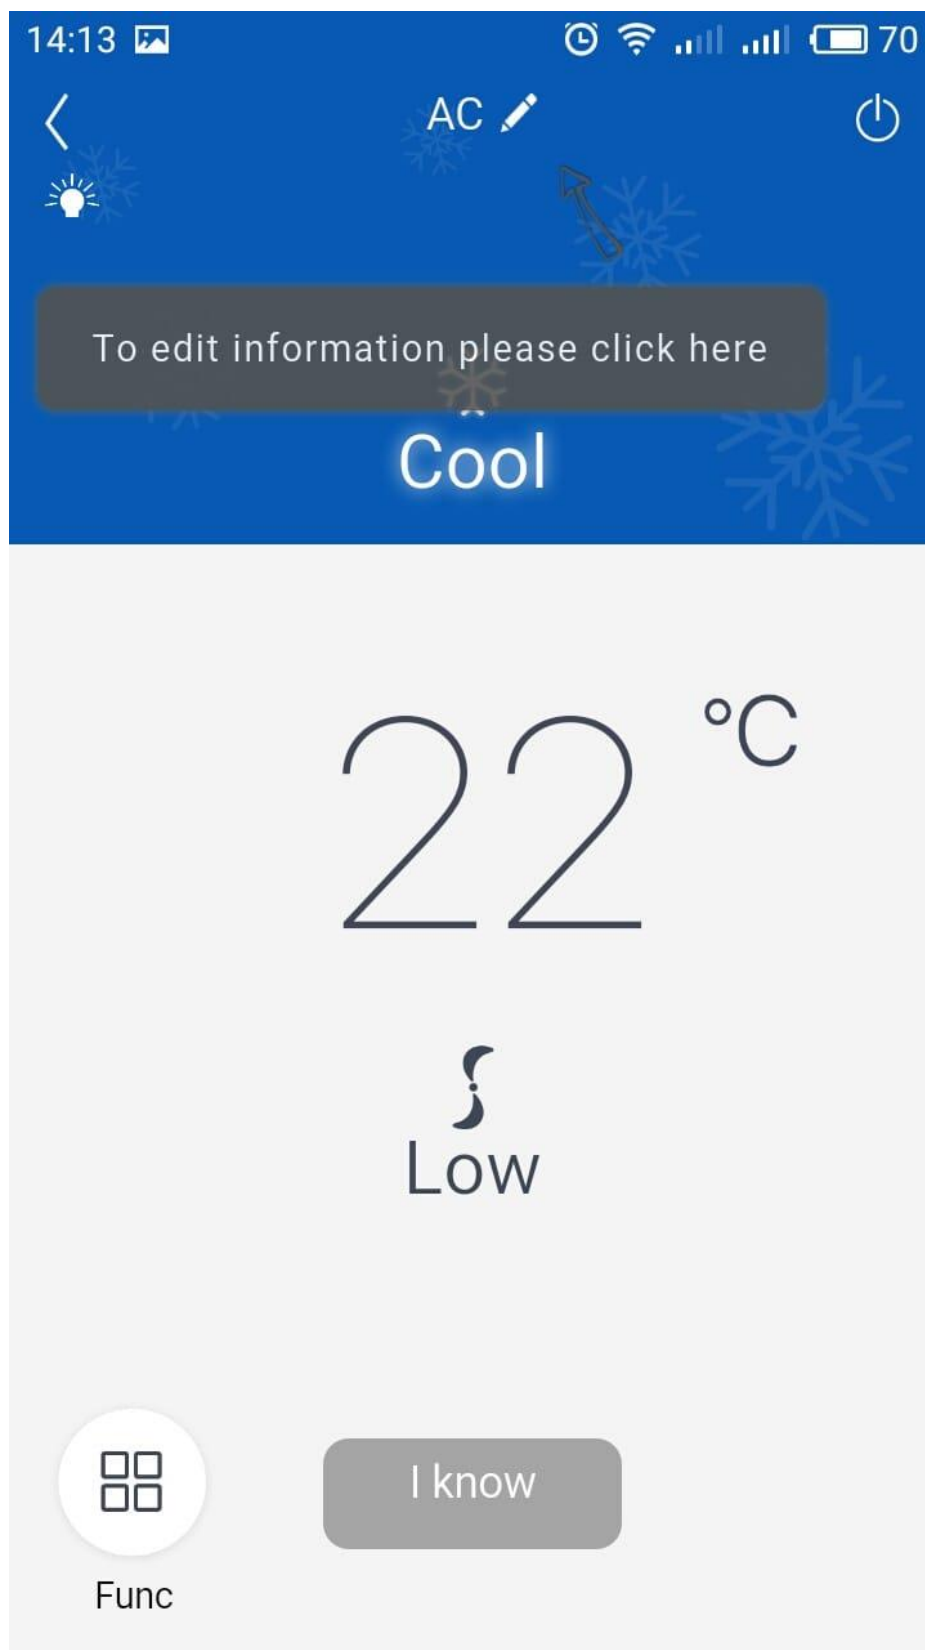 14:13 70
AC
To edit information please click here
Cool
22 °C
Low
I know
Func